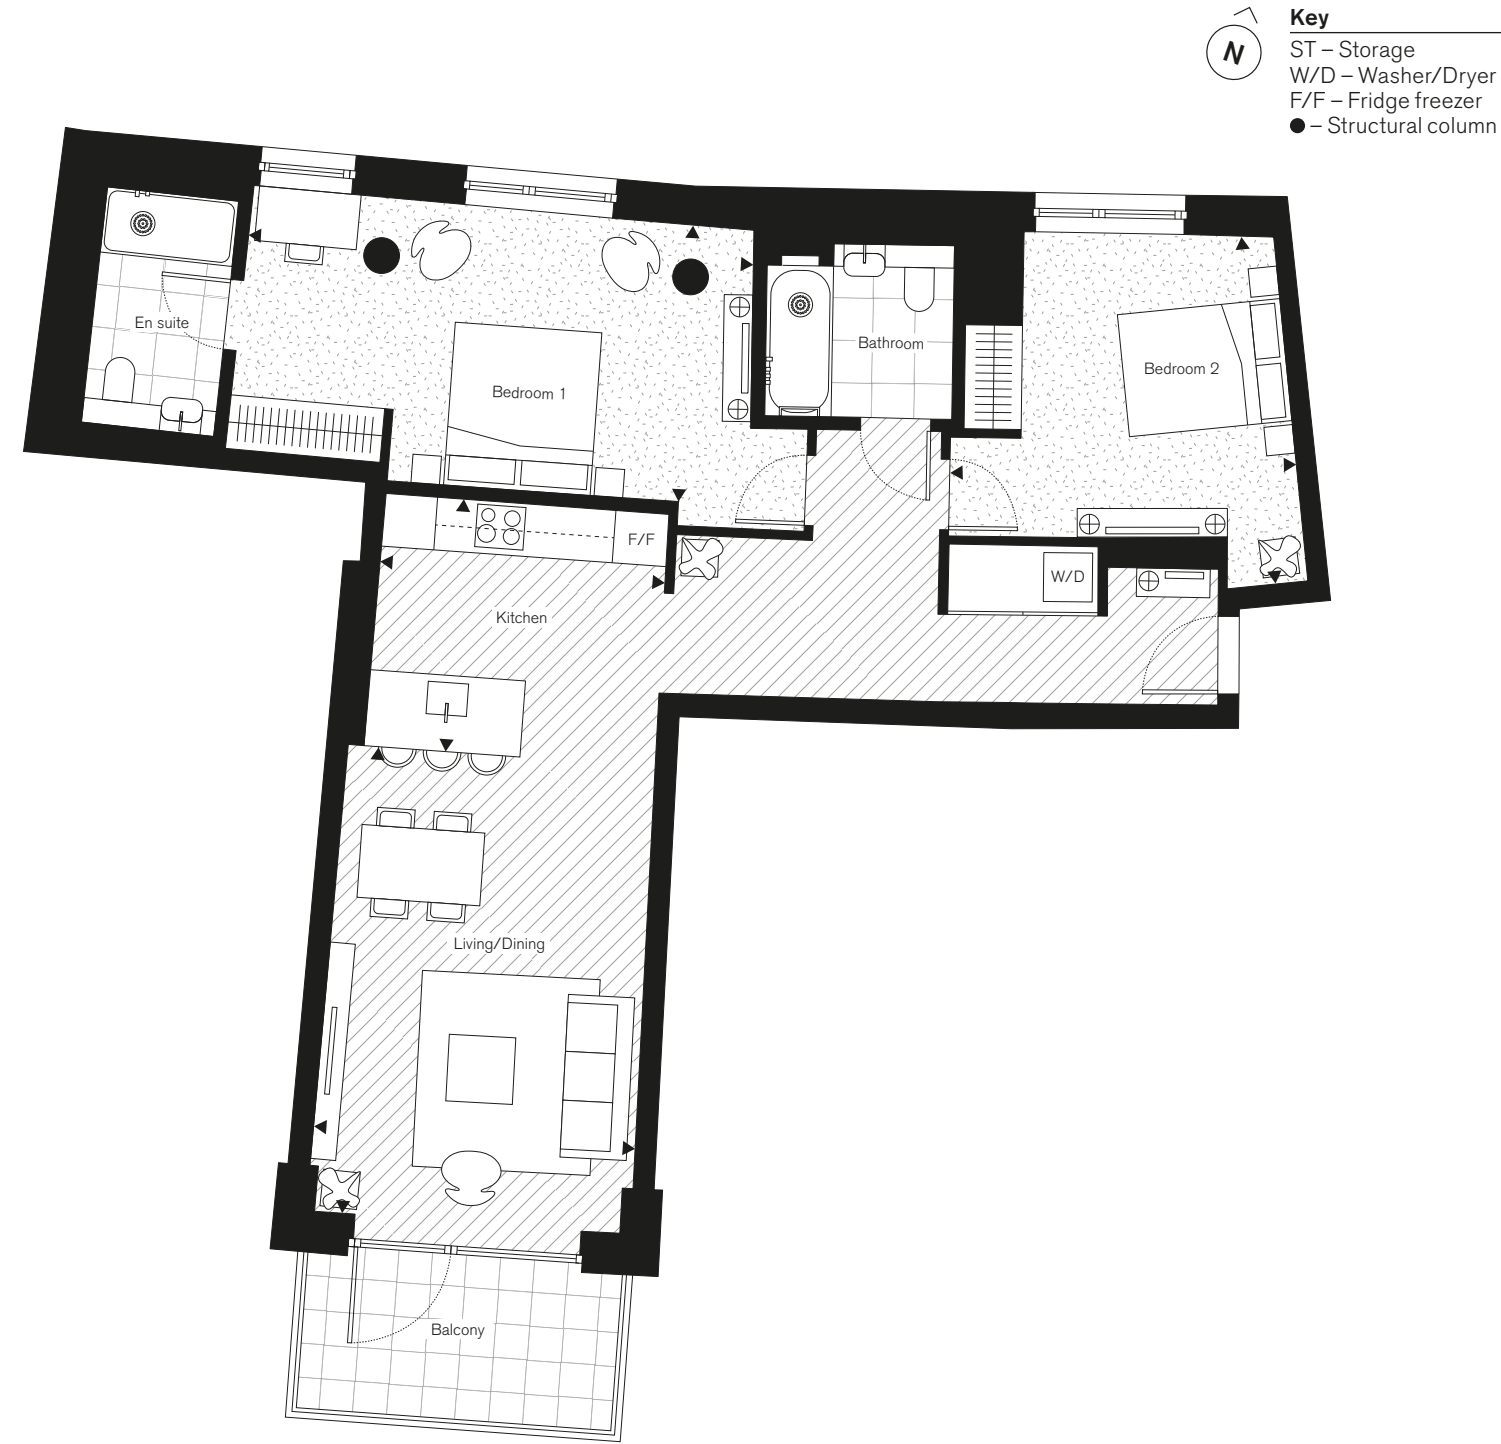 N
Key
ST – Storage
W/D – Washer/Dryer
F/F – Fridge freezer
● – Structural column
En suite
Bedroom 1
Bathroom
Bedroom 2
F/F
W/D
Kitchen
Living/Dining
Balcony